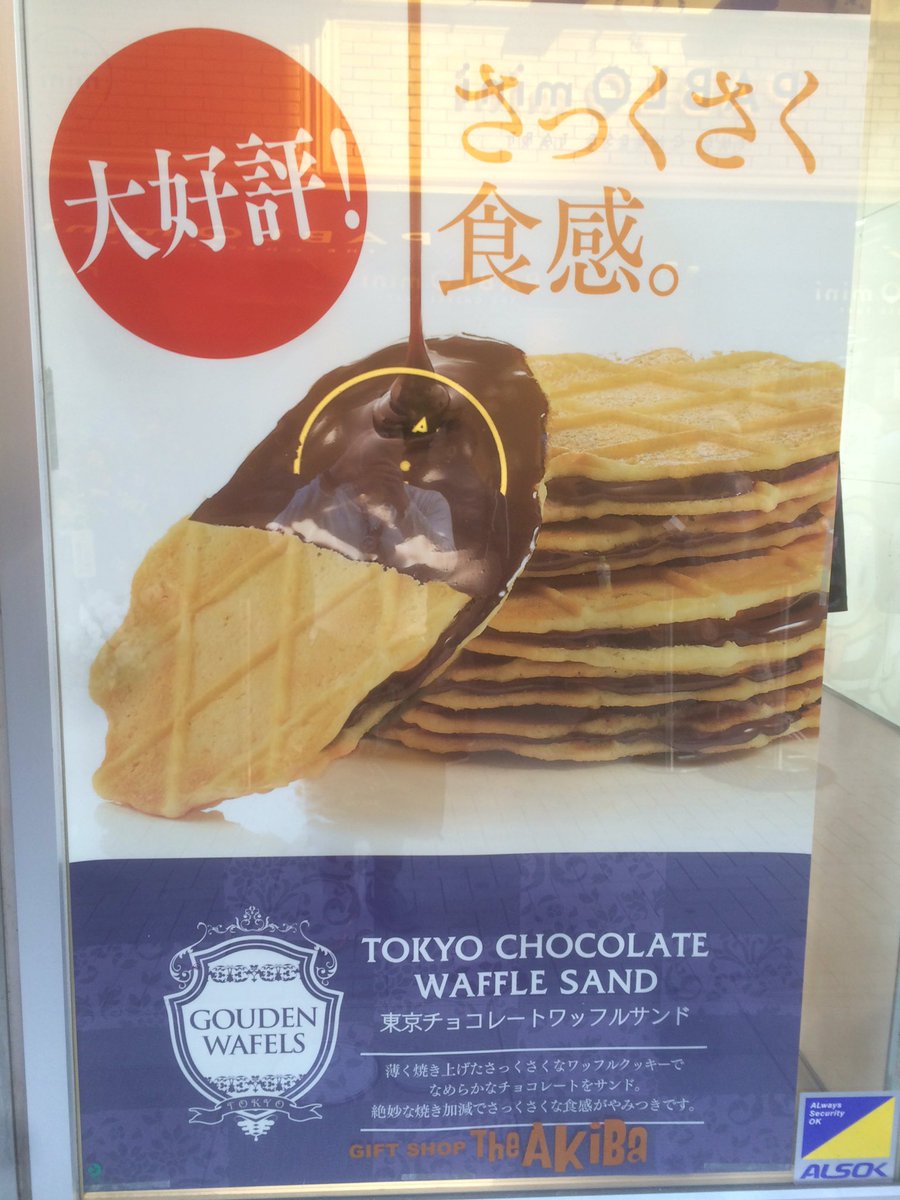 大好評!
さっくさく
食感。
PABLO mini
GOUDEN
WAFELS
TOKYO
TOKYO CHOCOLATE
WAFFLE SAND
東京チョコレートワッフルサンド
薄く焼き上げたさっくさくなワッフルクッキーで
なめらかなチョコレートをサンド。
絶妙な焼き加減でさっくさくな食感がやみつきです。
GIFT SHOP The AKiBa
ALways
Security
OK
ALSOK